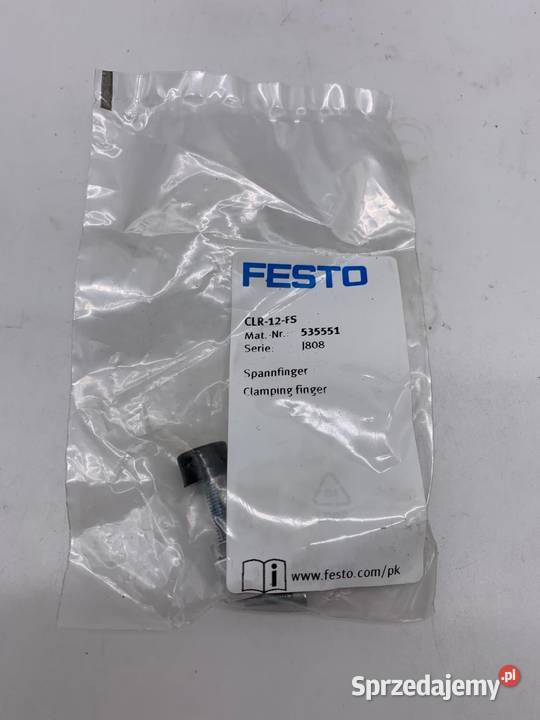 FESTO
CLR-12-FS
Mat.-Nr.: 535551
Serie: J808
Spannfinger
Clamping finger
i www.festo.com/pk
Sprzedajemy.pl